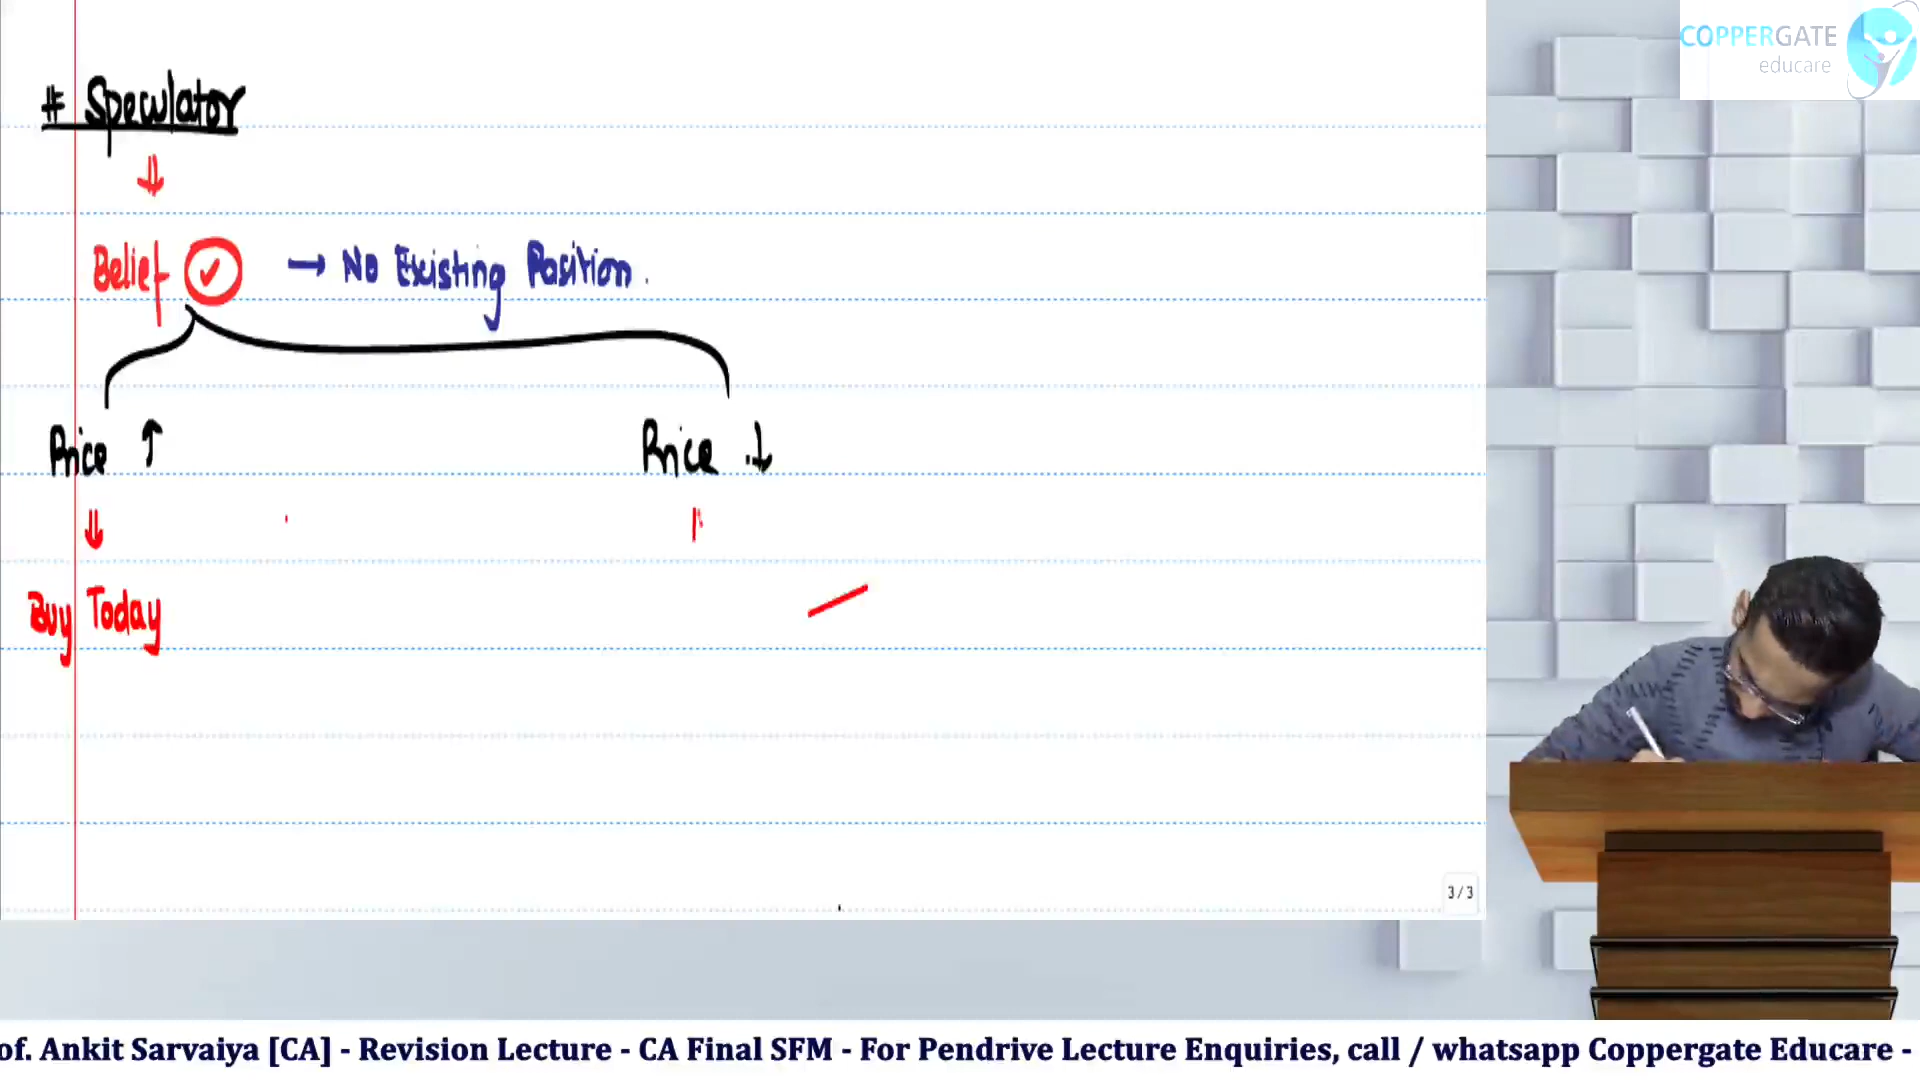 COPPERGATE
educare
# Speculator
↓
Belief ✓ → No Existing Position.
Price ↑ Price ↓
↓
Buy Today
3/3
of. Ankit Sarvaiya [CA] - Revision Lecture - CA Final SFM - For Pendrive Lecture Enquiries, call / whatsapp Coppergate Educare -